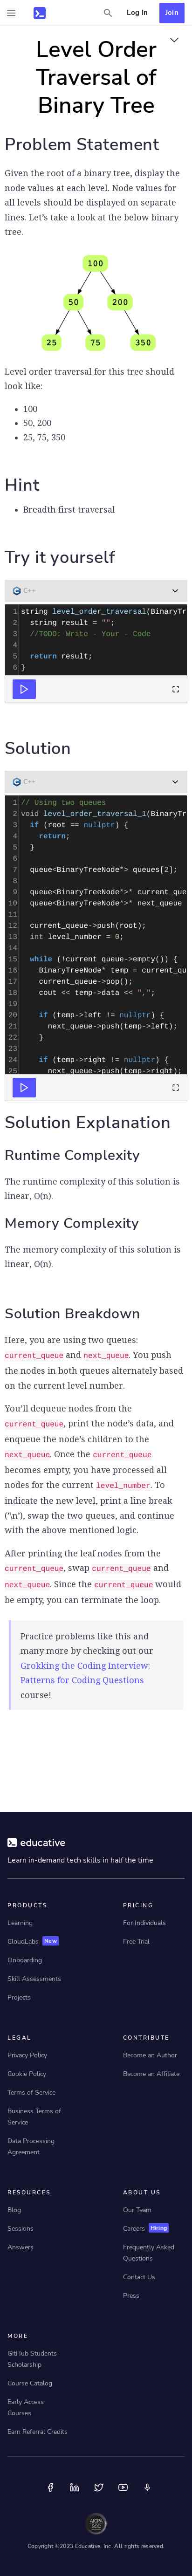 Log In
Join
Level Order
Traversal of
Binary Tree
Problem Statement
Given the root of a binary tree, display the
node values at each level. Node values for
all levels should be displayed on separate
lines. Let's take a look at the below binary
tree.
100
50 200
25 75 350
Level order traversal for this tree should
look like:
• 100
• 50, 200
• 25, 75, 350
Hint
• Breadth first traversal
Try it yourself
C++
1 string level_order_traversal(BinaryTr
2 string result = "";
3 //TODO: Write - Your - Code
4
5 return result;
6 }
Solution
C++
1 // Using two queues
2 void level_order_traversal_1(BinaryTr
3 if (root == nullptr) {
4 return;
5 }
6
7 queue<BinaryTreeNode*> queues[2];
8
9 queue<BinaryTreeNode*>* current_que
10 queue<BinaryTreeNode*>* next_queue
11
12 current_queue->push(root);
13 int level_number = 0;
14
15 while (!current_queue->empty()) {
16 BinaryTreeNode* temp = current_qu
17 current_queue->pop();
18 cout << temp->data << ",";
19
20 if (temp->left != nullptr) {
21 next_queue->push(temp->left);
22 }
23
24 if (temp->right != nullptr) {
25 next_queue->push(temp->right);
Solution Explanation
Runtime Complexity
The runtime complexity of this solution is
linear, O(n).
Memory Complexity
The memory complexity of this solution is
linear, O(n).
Solution Breakdown
Here, you are using two queues:
current_queue and next_queue. You push
the nodes in both queues alternately based
on the current level number.
You'll dequeue nodes from the
current_queue, print the node's data, and
enqueue the node's children to the
next_queue. Once the current_queue
becomes empty, you have processed all
nodes for the current level_number. To
indicate the new level, print a line break
('\n'), swap the two queues, and continue
with the above-mentioned logic.
After printing the leaf nodes from the
current_queue, swap current_queue and
next_queue. Since the current_queue would
be empty, you can terminate the loop.
Practice problems like this and
many more by checking out our
Grokking the Coding Interview:
Patterns for Coding Questions
course!
educative
Learn in-demand tech skills in half the time
PRODUCTS
Learning
CloudLabs New
Onboarding
Skill Assessments
Projects
PRICING
For Individuals
Free Trial
LEGAL
Privacy Policy
Cookie Policy
Terms of Service
Business Terms of
Service
Data Processing
Agreement
CONTRIBUTE
Become an Author
Become an Affiliate
RESOURCES
Blog
Sessions
Answers
ABOUT US
Our Team
Careers Hiring
Frequently Asked
Questions
Contact Us
Press
MORE
GitHub Students
Scholarship
Course Catalog
Early Access
Courses
Earn Referral Credits
AICPA
SOC
Copyright ©2023 Educative, Inc. All rights reserved.